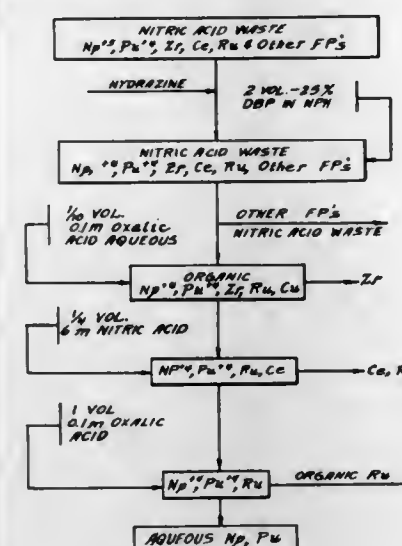 NITRIC ACID WASTE
Np+5, Pu+4, Zr, Ce, Ru & Other FP's
HYDRAZINE
2 VOL.-25%
DBP IN NPH
NITRIC ACID WASTE
Np, +4, Pu+4, Zr, Ce, Ru, Other FP's
OTHER FP's
NITRIC ACID WASTE
1/10 VOL.
0.1m Oxalic
ACID AQUEOUS
ORGANIC
Np+4, Pu+4, Zr, Ru, Cu
Zr
1/4 VOL.
6 m NITRIC ACID
NP+4, Pu+4, Ru, Ce
Ce, R
1 VOL
0.1m OXALIC
ACID
Np+4, Pu+4, Ru
ORGANIC Ru
AQUEOUS Np, Pu